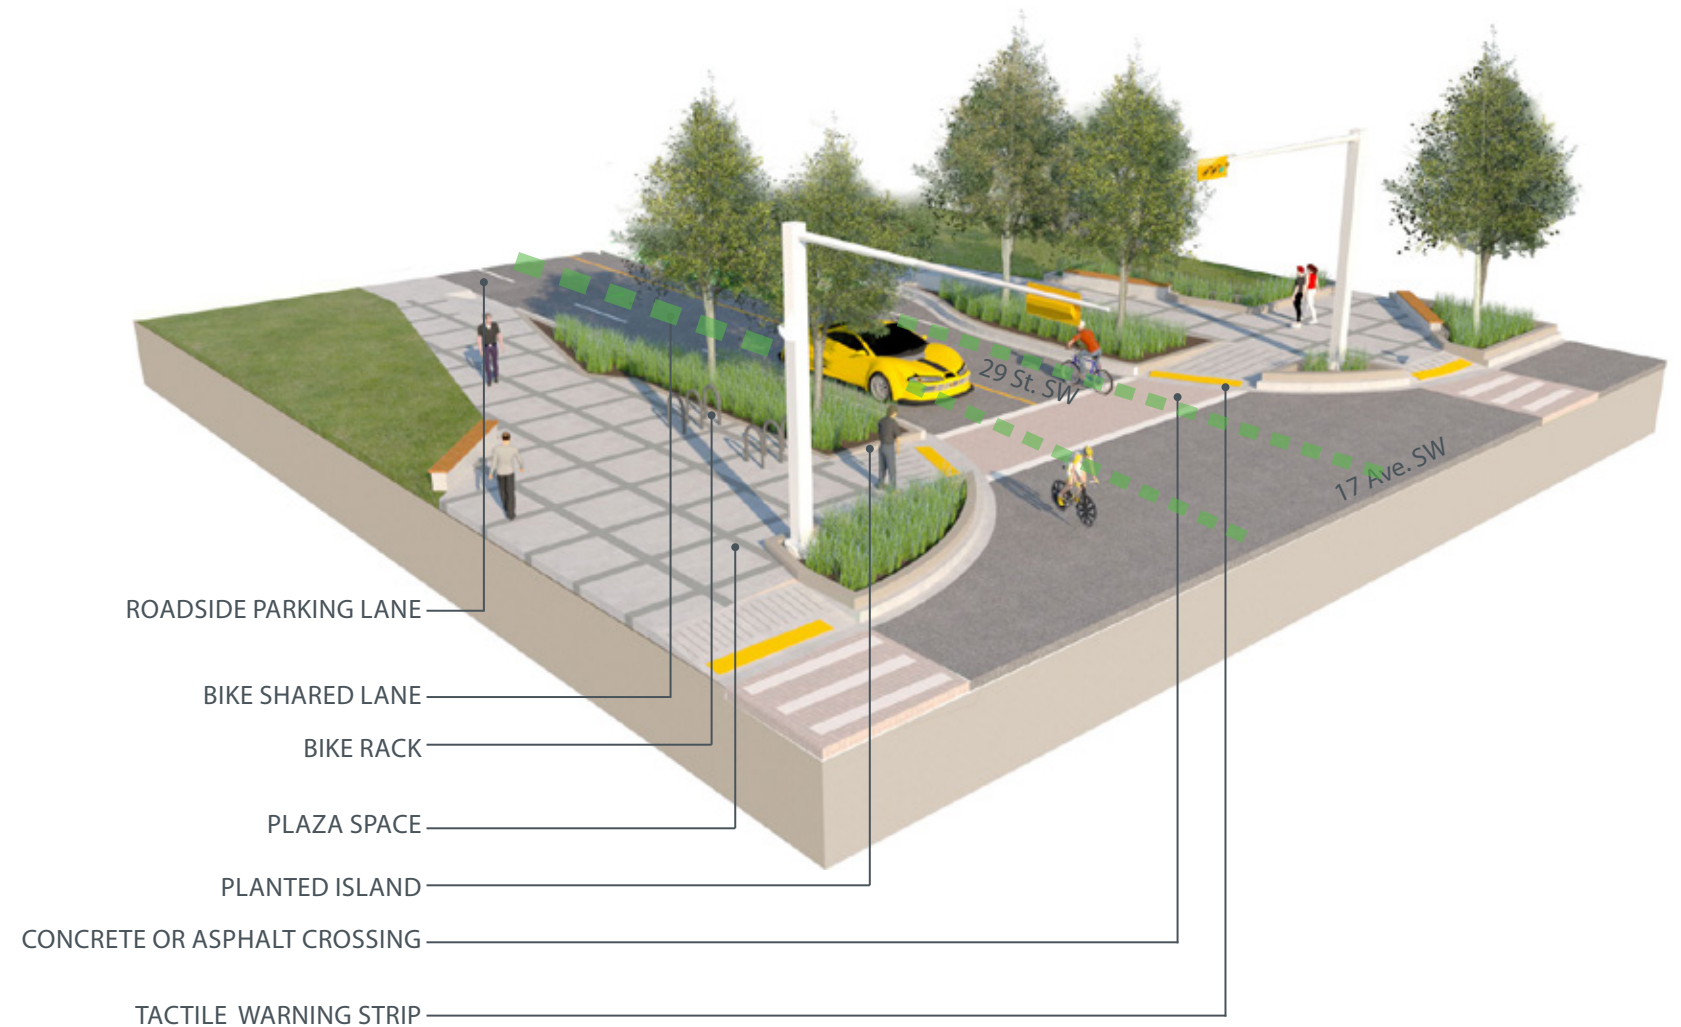 29 St. SW
17 Ave. SW
ROADSIDE PARKING LANE
BIKE SHARED LANE
BIKE RACK
PLAZA SPACE
PLANTED ISLAND
CONCRETE OR ASPHALT CROSSING
TACTILE WARNING STRIP